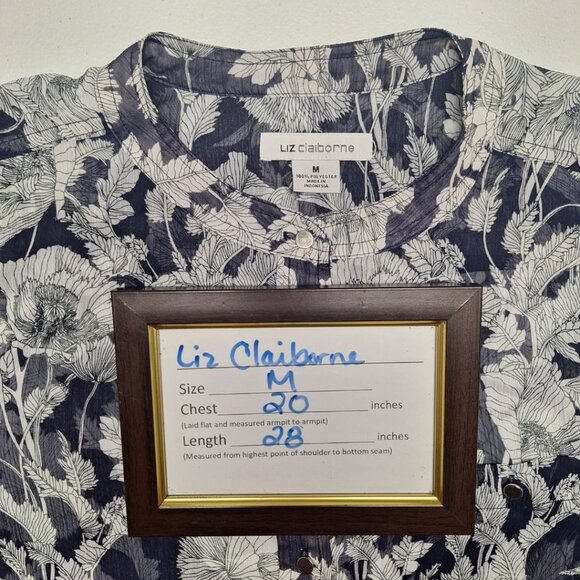 LIZ claiborne
M
100% POLYESTER
MADE IN
INDONESIA
Liz Claiborne
Size M
Chest 20 inches
(Laid flat and measured armpit to armpit)
Length 28 inches
(Measured from highest point of shoulder to bottom seam)